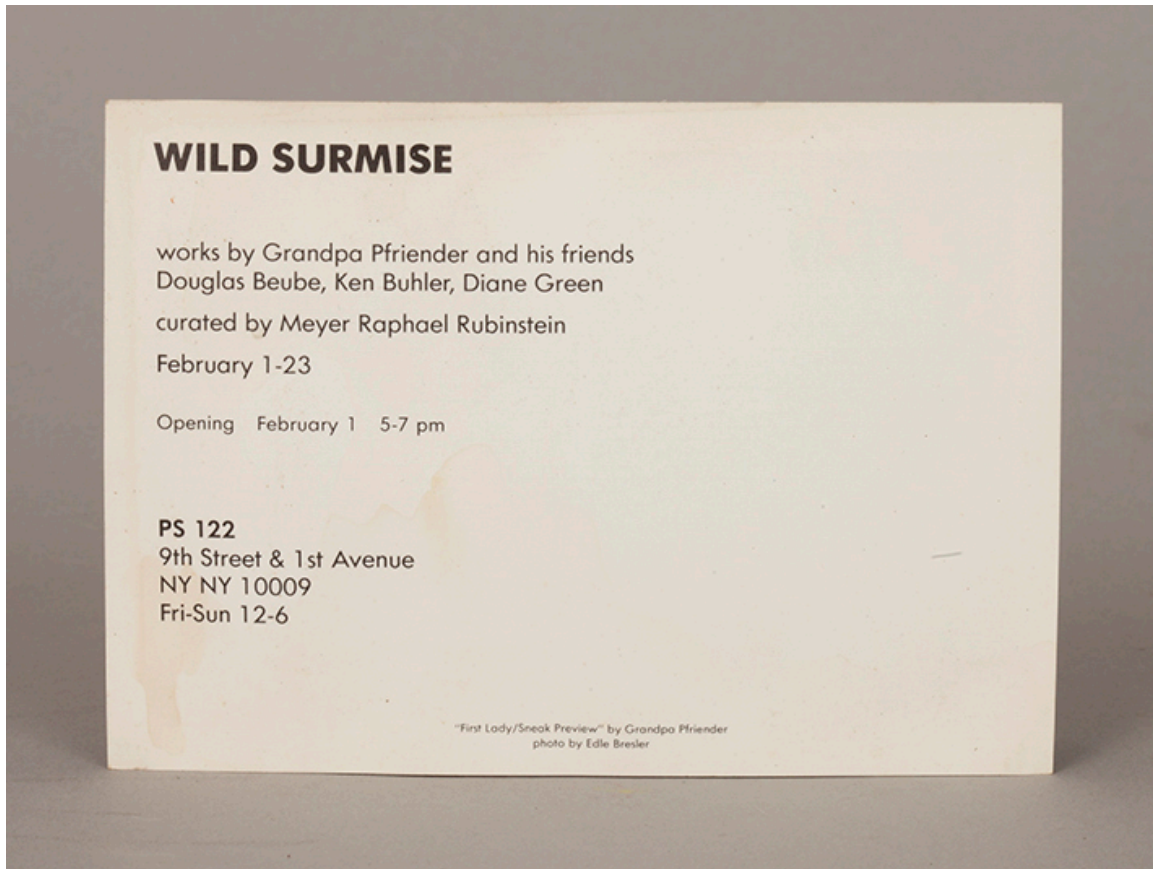 WILD SURMISE
works by Grandpa Pfriender and his friends
Douglas Beube, Ken Buhler, Diane Green
curated by Meyer Raphael Rubinstein
February 1-23
Opening February 1 5-7 pm
PS 122
9th Street & 1st Avenue
NY NY 10009
Fri-Sun 12-6
"First Lady/Sneak Preview" by Grandpa Pfriender
photo by Edle Bresler